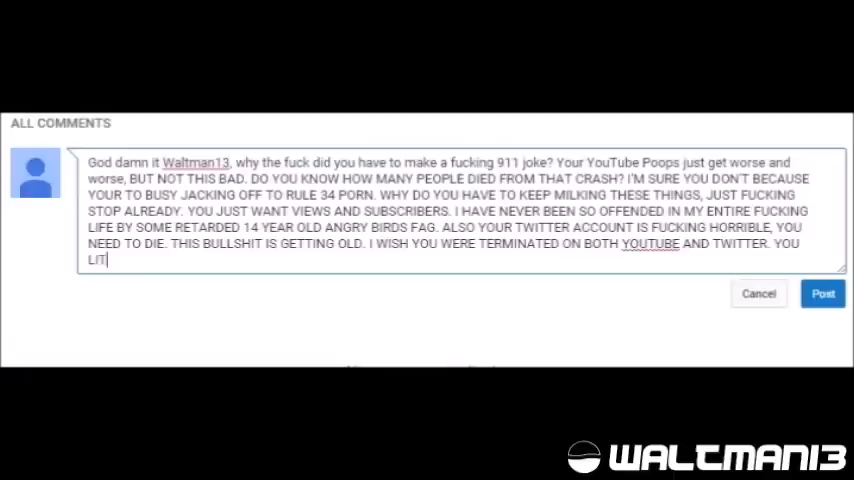 ALL COMMENTS
God damn it Waltman13, why the fuck did you have to make a fucking 911 joke? Your YouTube Poops just get worse and
worse, BUT NOT THIS BAD. DO YOU KNOW HOW MANY PEOPLE DIED FROM THAT CRASH? I'M SURE YOU DON'T BECAUSE
YOUR TO BUSY JACKING OFF TO RULE 34 PORN. WHY DO YOU HAVE TO KEEP MILKING THESE THINGS, JUST FUCKING
STOP ALREADY. YOU JUST WANT VIEWS AND SUBSCRIBERS. I HAVE NEVER BEEN SO OFFENDED IN MY ENTIRE FUCKING
LIFE BY SOME RETARDED 14 YEAR OLD ANGRY BIRDS FAG. ALSO YOUR TWITTER ACCOUNT IS FUCKING HORRIBLE, YOU
NEED TO DIE. THIS BULLSHIT IS GETTING OLD. I WISH YOU WERE TERMINATED ON BOTH YOUTUBE AND TWITTER. YOU
LIT
Cancel Post
WALTMAN13